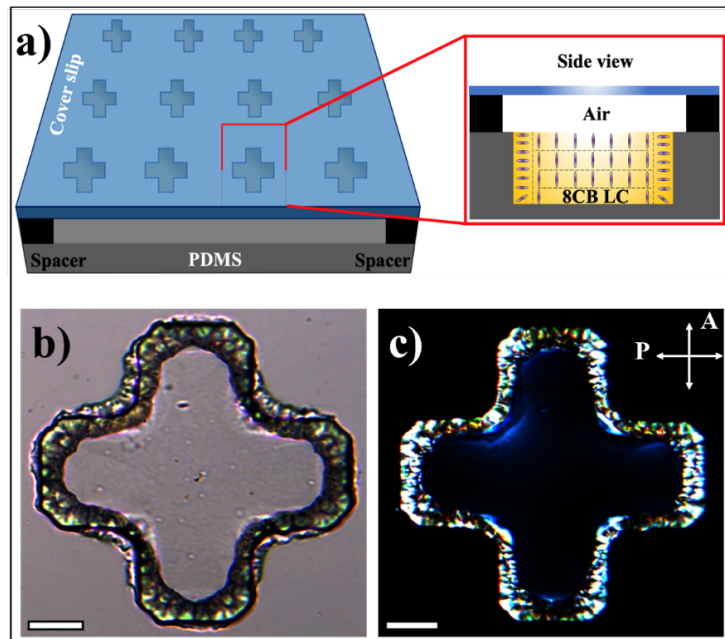 a)
Cover slip
Spacer
PDMS
Spacer
Side view
Air
8CB LC
b)
c)
A
P